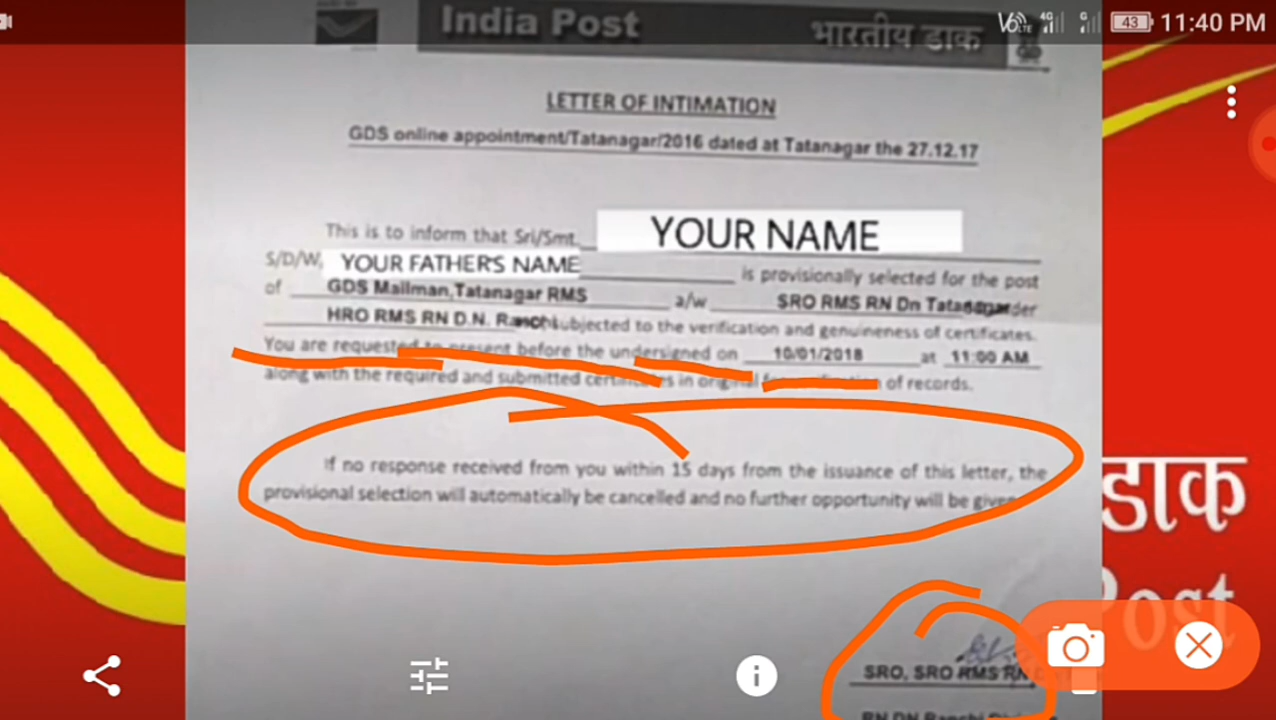 11:40 PM
43
India Post
भारतीय डाक
LETTER OF INTIMATION
GDS online appointment/Tatanagar/2016 dated at Tatanagar the 27.12.17
This is to inform that Sri/Smt. YOUR NAME
S/D/W, YOUR FATHER'S NAME is provisionally selected for the post
of GDS Mailman,Tatanagar RMS a/w SRO RMS RN Dn Tatanagar
HRO RMS RN D.N. Ranchi subjected to the verification and genuineness of certificates.
You are requested to present before the undersigned on 10/01/2018 at 11:00 AM
along with the required and submitted certificates in original for verification of records.
If no response received from you within 15 days from the issuance of this letter, the
provisional selection will automatically be cancelled and no further opportunity will be given
SRO, SRO RMS RN
RN DN Ranchi
डाक
Post